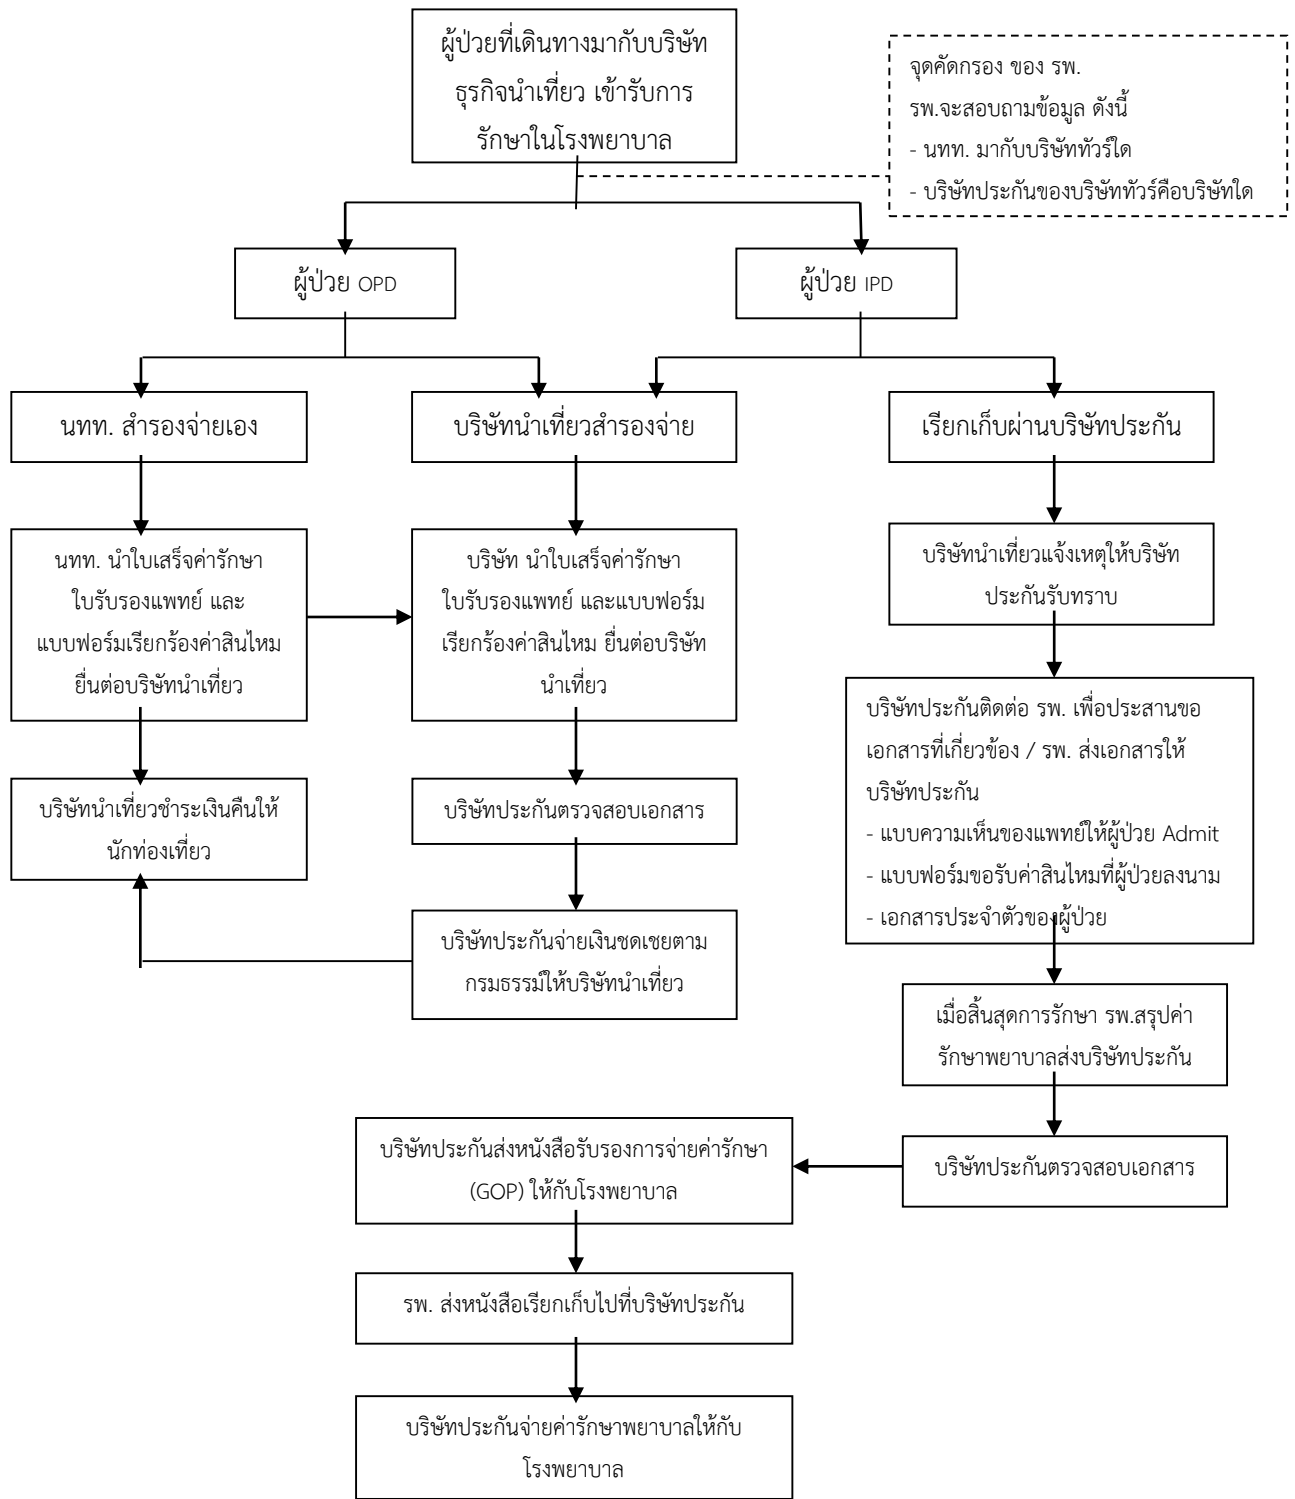 ผู้ป่วยที่เดินทางมากับบริษัท
ธุรกิจนำเที่ยว เข้ารับการ
รักษาในโรงพยาบาล
จุดคัดกรอง ของ รพ.
รพ.จะสอบถามข้อมูล ดังนี้
- นทท. มากับบริษัททัวร์ใด
- บริษัทประกันของบริษัททัวร์คือบริษัทใด
ผู้ป่วย OPD
ผู้ป่วย IPD
นทท. สำรองจ่ายเอง
บริษัทนำเที่ยวสำรองจ่าย
เรียกเก็บผ่านบริษัทประกัน
นทท. นำใบเสร็จค่ารักษา
ใบรับรองแพทย์ และ
แบบฟอร์มเรียกร้องค่าสินไหม
ยื่นต่อบริษัทนำเที่ยว
บริษัท นำใบเสร็จค่ารักษา
ใบรับรองแพทย์ และแบบฟอร์ม
เรียกร้องค่าสินไหม ยื่นต่อบริษัท
นำเที่ยว
บริษัทนำเที่ยวแจ้งเหตุให้บริษัท
ประกันรับทราบ
บริษัทประกันติดต่อ รพ. เพื่อประสานขอ
เอกสารที่เกี่ยวข้อง / รพ. ส่งเอกสารให้
บริษัทประกัน
- แบบความเห็นของแพทย์ให้ผู้ป่วย Admit
- แบบฟอร์มขอรับค่าสินไหมที่ผู้ป่วยลงนาม
- เอกสารประจำตัวของผู้ป่วย
บริษัทนำเที่ยวชำระเงินคืนให้
นักท่องเที่ยว
บริษัทประกันตรวจสอบเอกสาร
บริษัทประกันจ่ายเงินชดเชยตาม
กรมธรรม์ให้บริษัทนำเที่ยว
เมื่อสิ้นสุดการรักษา รพ.สรุปค่า
รักษาพยาบาลส่งบริษัทประกัน
บริษัทประกันตรวจสอบเอกสาร
บริษัทประกันส่งหนังสือรับรองการจ่ายค่ารักษา
(GOP) ให้กับโรงพยาบาล
รพ. ส่งหนังสือเรียกเก็บไปที่บริษัทประกัน
บริษัทประกันจ่ายค่ารักษาพยาบาลให้กับ
โรงพยาบาล